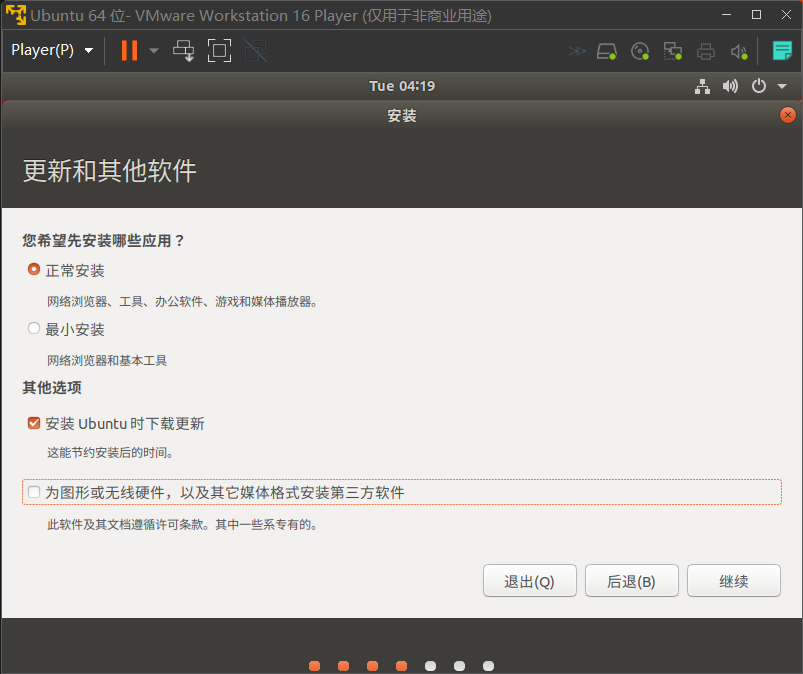 Ubuntu 64 位- VMware Workstation 16 Player (仅用于非商业用途)
Player(P)
Tue 04:19
安装
更新和其他软件
您希望先安装哪些应用？
正常安装
网络浏览器、工具、办公软件、游戏和媒体播放器。
最小安装
网络浏览器和基本工具
其他选项
安装 Ubuntu 时下载更新
这能节约安装后的时间。
为图形或无线硬件，以及其它媒体格式安装第三方软件
此软件及其文档遵循许可条款。其中一些系专有的。
退出(Q) 后退(B) 继续